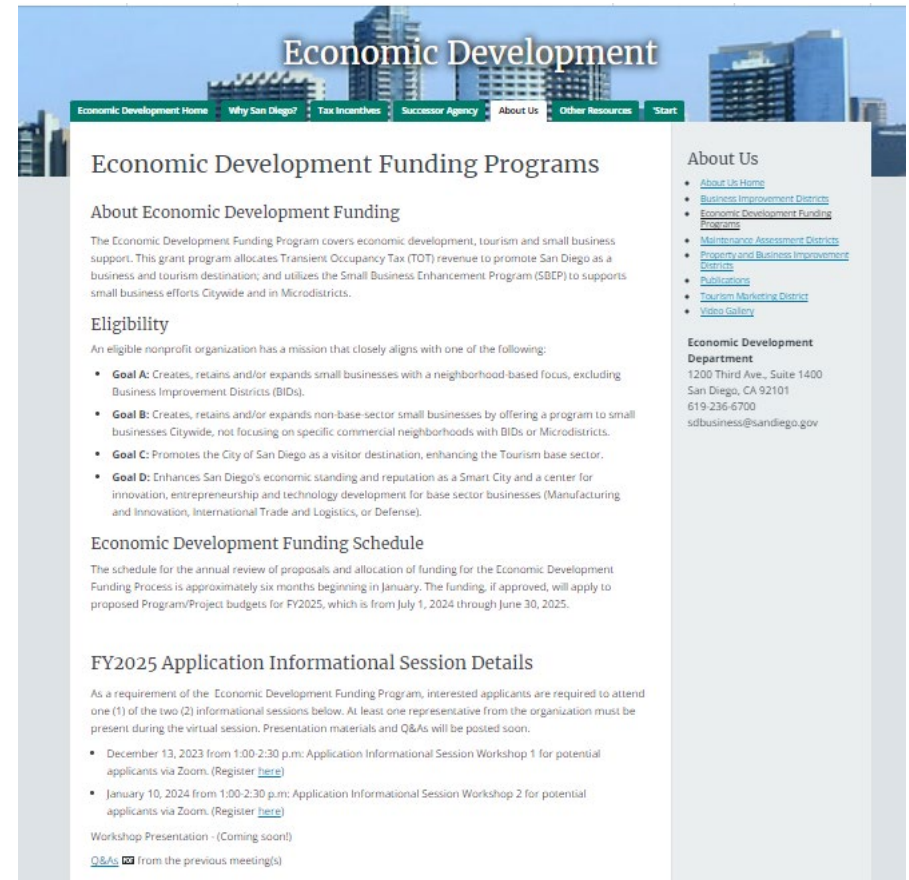 Economic Development
Economic Development Home
Why San Diego?
Tax Incentives
Successor Agency
About Us
Other Resources
'Start
Economic Development Funding Programs
About Economic Development Funding
The Economic Development Funding Program covers economic development, tourism and small business
support. This grant program allocates Transient Occupancy Tax (TOT) revenue to promote San Diego as a
business and tourism destination; and utilizes the Small Business Enhancement Program (SBEP) to supports
small business efforts Citywide and in Microdistricts.
Eligibility
An eligible nonprofit organization has a mission that closely aligns with one of the following:
• Goal A: Creates, retains and/or expands small businesses with a neighborhood-based focus, excluding
Business Improvement Districts (BIDs).
• Goal B: Creates, retains and/or expands non-base-sector small businesses by offering a program to small
businesses Citywide, not focusing on specific commercial neighborhoods with BIDs or Microdistricts.
• Goal C: Promotes the City of San Diego as a visitor destination, enhancing the Tourism base sector.
• Goal D: Enhances San Diego's economic standing and reputation as a Smart City and a center for
innovation, entrepreneurship and technology development for base sector businesses (Manufacturing
and Innovation, International Trade and Logistics, or Defense).
Economic Development Funding Schedule
The schedule for the annual review of proposals and allocation of funding for the Economic Development
Funding Process is approximately six months beginning in January. The funding, if approved, will apply to
proposed Program/Project budgets for FY2025, which is from July 1, 2024 through June 30, 2025.
FY2025 Application Informational Session Details
As a requirement of the Economic Development Funding Program, interested applicants are required to attend
one (1) of the two (2) informational sessions below. At least one representative from the organization must be
present during the virtual session. Presentation materials and Q&As will be posted soon.
• December 13, 2023 from 1:00-2:30 p.m: Application Informational Session Workshop 1 for potential
applicants via Zoom. (Register here)
• January 10, 2024 from 1:00-2:30 p.m: Application Informational Session Workshop 2 for potential
applicants via Zoom. (Register here)
Workshop Presentation - (Coming soon!)
Q&As PDF from the previous meeting(s)
About Us
• About Us Home
• Business Improvement Districts
• Economic Development Funding
Programs
• Maintenance Assessment Districts
• Property and Business Improvement
Districts
• Publications
• Tourism Marketing District
• Video Gallery
Economic Development
Department
1200 Third Ave., Suite 1400
San Diego, CA 92101
619-236-6700
sdbusiness@sandiego.gov